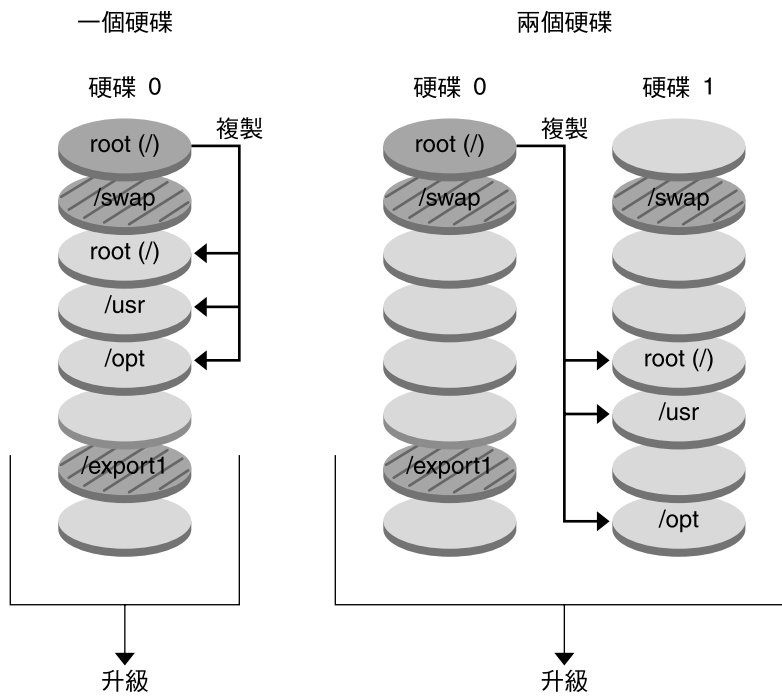 一個硬碟
硬碟 0
root (/)
複製
/swap
root (/)
/usr
/opt
/export1
升級
兩個硬碟
硬碟 0
硬碟 1
root (/)
複製
/swap
/export1
/swap
root (/)
/usr
/opt
升級